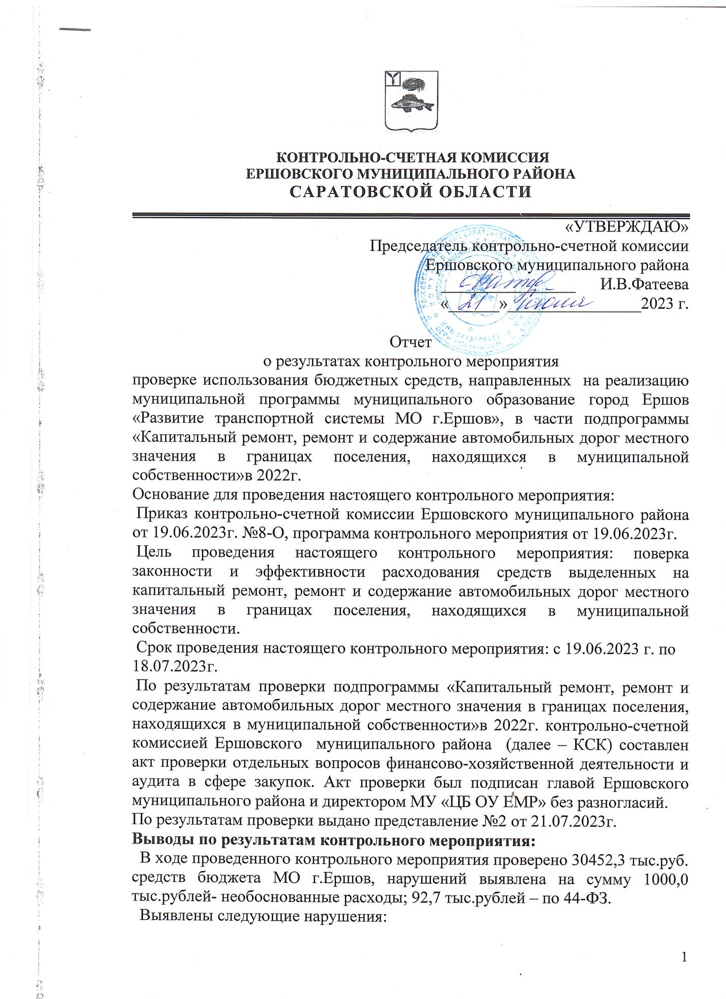 КОНТРОЛЬНО-СЧЕТНАЯ КОМИССИЯ
ЕРШОВСКОГО МУНИЦИПАЛЬНОГО РАЙОНА
САРАТОВСКОЙ ОБЛАСТИ
«УТВЕРЖДАЮ»
Председатель контрольно-счетной комиссии
Ершовского муниципального района
И.В.Фатеева
« 21 » июля 2023 г.
Отчет
о результатах контрольного мероприятия
проверке использования бюджетных средств, направленных на реализацию
муниципальной программы муниципального образование город Ершов
«Развитие транспортной системы МО г.Ершов», в части подпрограммы
«Капитальный ремонт, ремонт и содержание автомобильных дорог местного
значения в границах поселения, находящихся в муниципальной
собственности»в 2022г.
Основание для проведения настоящего контрольного мероприятия:
Приказ контрольно-счетной комиссии Ершовского муниципального района
от 19.06.2023г. №8-О, программа контрольного мероприятия от 19.06.2023г.
Цель проведения настоящего контрольного мероприятия: поверка
законности и эффективности расходования средств выделенных на
капитальный ремонт, ремонт и содержание автомобильных дорог местного
значения в границах поселения, находящихся в муниципальной
собственности.
Срок проведения настоящего контрольного мероприятия: с 19.06.2023 г. по
18.07.2023г.
По результатам проверки подпрограммы «Капитальный ремонт, ремонт и
содержание автомобильных дорог местного значения в границах поселения,
находящихся в муниципальной собственности»в 2022г. контрольно-счетной
комиссией Ершовского муниципального района (далее – КСК) составлен
акт проверки отдельных вопросов финансово-хозяйственной деятельности и
аудита в сфере закупок. Акт проверки был подписан главой Ершовского
муниципального района и директором МУ «ЦБ ОУ ЕМР» без разногласий.
По результатам проверки выдано представление №2 от 21.07.2023г.
Выводы по результатам контрольного мероприятия:
В ходе проведенного контрольного мероприятия проверено 30452,3 тыс.руб.
средств бюджета МО г.Ершов, нарушений выявлена на сумму 1000,0
тыс.рублей- необоснованные расходы; 92,7 тыс.рублей – по 44-ФЗ.
Выявлены следующие нарушения:
1